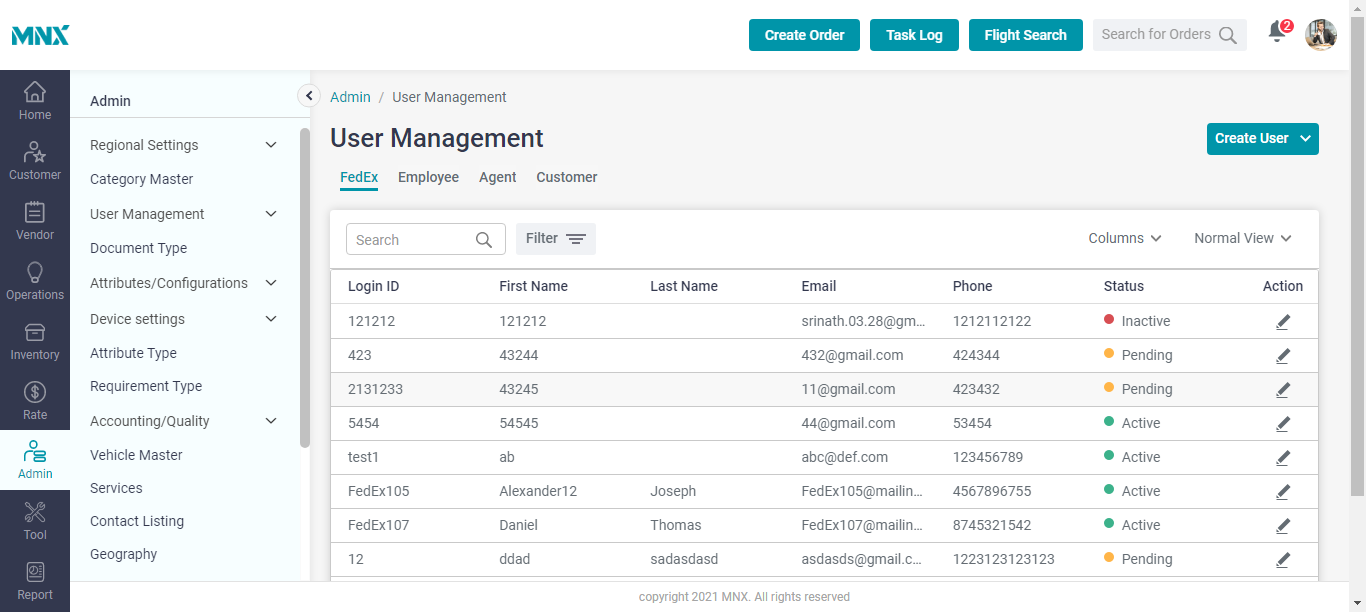 MNX
Create Order
Task Log
Flight Search
Search for Orders
2
Home
Customer
Vendor
Operations
Inventory
Rate
Admin
Tool
Report
Admin
Regional Settings
Category Master
User Management
Document Type
Attributes/Configurations
Device settings
Attribute Type
Requirement Type
Accounting/Quality
Vehicle Master
Services
Contact Listing
Geography
Admin / User Management
User Management
Create User
FedEx Employee Agent Customer
Search Filter Columns Normal View
Login ID First Name Last Name Email Phone Status Action
121212 121212 srinath.03.28@gm... 1212112122 Inactive
423 43244 432@gmail.com 424344 Pending
2131233 43245 11@gmail.com 423432 Pending
5454 54545 44@gmail.com 53454 Active
test1 ab abc@def.com 123456789 Active
FedEx105 Alexander12 Joseph FedEx105@mailin... 4567896755 Active
FedEx107 Daniel Thomas FedEx107@mailin... 8745321542 Active
12 ddad sadasdasd asdasds@gmail.c... 1223123123123 Pending
copyright 2021 MNX. All rights reserved